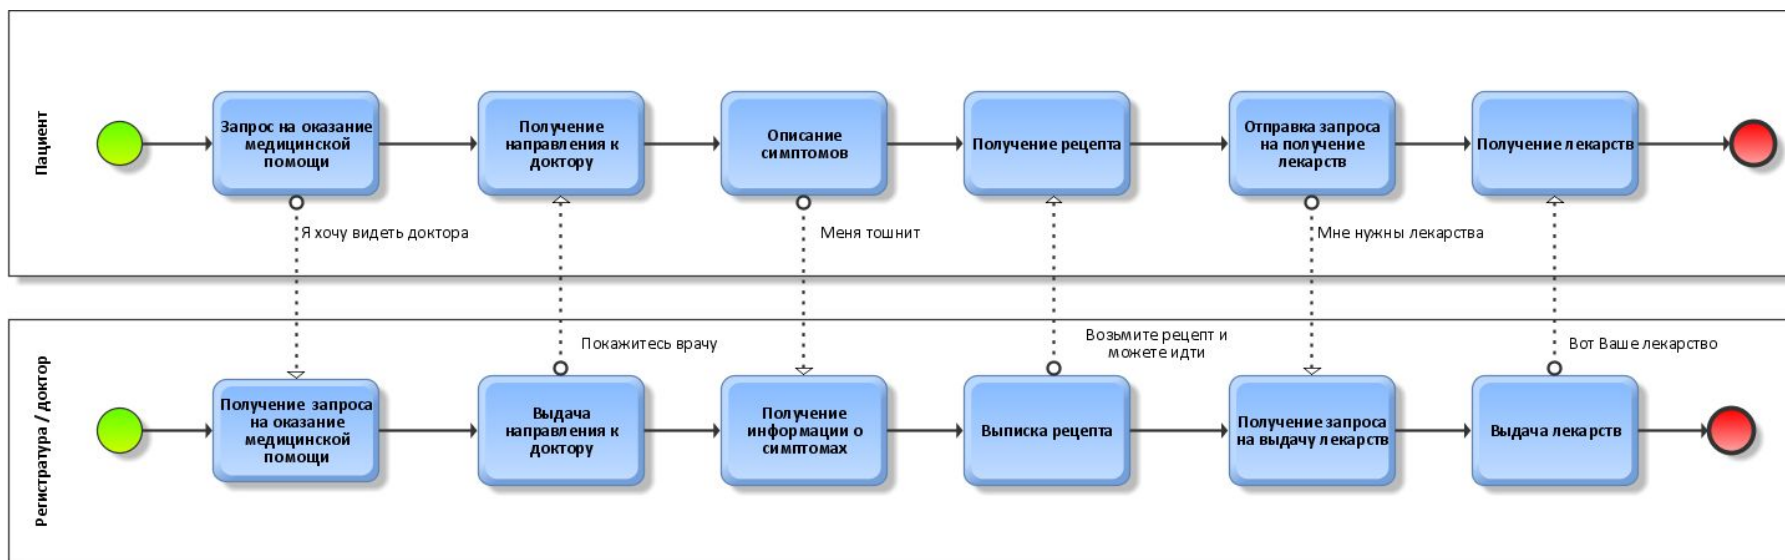 Пациент
Запрос на оказание
медицинской
помощи
Получение
направления к
доктору
Описание
симптомов
Получение рецепта
Отправка запроса
на получение
лекарств
Получение лекарств
Я хочу видеть доктора
Меня тошнит
Мне нужны лекарства
Покажитесь врачу
Возьмите рецепт и
можете идти
Вот Ваше лекарство
Регистратура / доктор
Получение запроса
на оказание
медицинской
помощи
Выдача
направления к
доктору
Получение
информации о
симптомах
Выписка рецепта
Получение запроса
на выдачу лекарств
Выдача лекарств